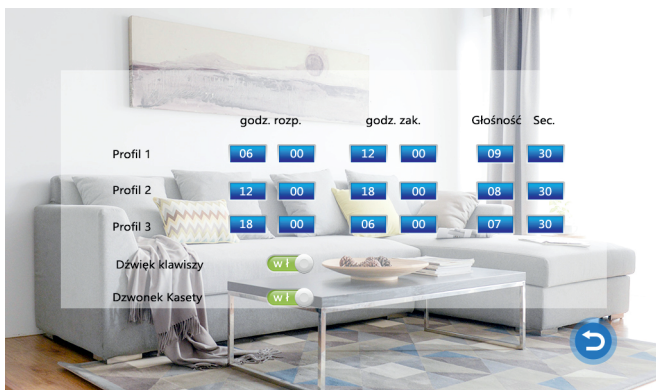 godz. rozp. godz. zak. Głośność Sec.
Profil 1 06 00 12 00 09 30
Profil 2 12 00 18 00 08 30
Profil 3 18 00 06 00 07 30
Dźwięk klawiszy wł
Dzwonek Kasety wł